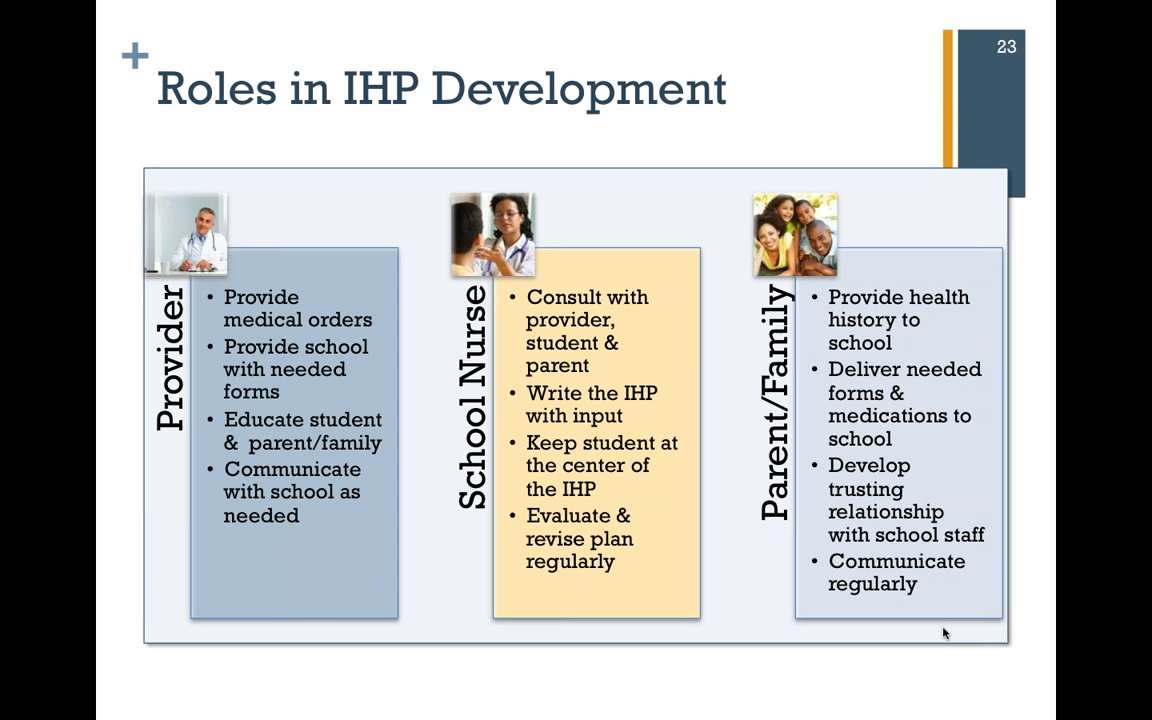 23
+
Roles in IHP Development
Provider
• Provide
medical orders
• Provide school
with needed
forms
• Educate student
& parent/family
• Communicate
with school as
needed
School Nurse
• Consult with
provider,
student &
parent
• Write the IHP
with input
• Keep student at
the center of
the IHP
• Evaluate &
revise plan
regularly
Parent/Family
• Provide health
history to
school
• Deliver needed
forms &
medications to
school
• Develop
trusting
relationship
with school staff
• Communicate
regularly